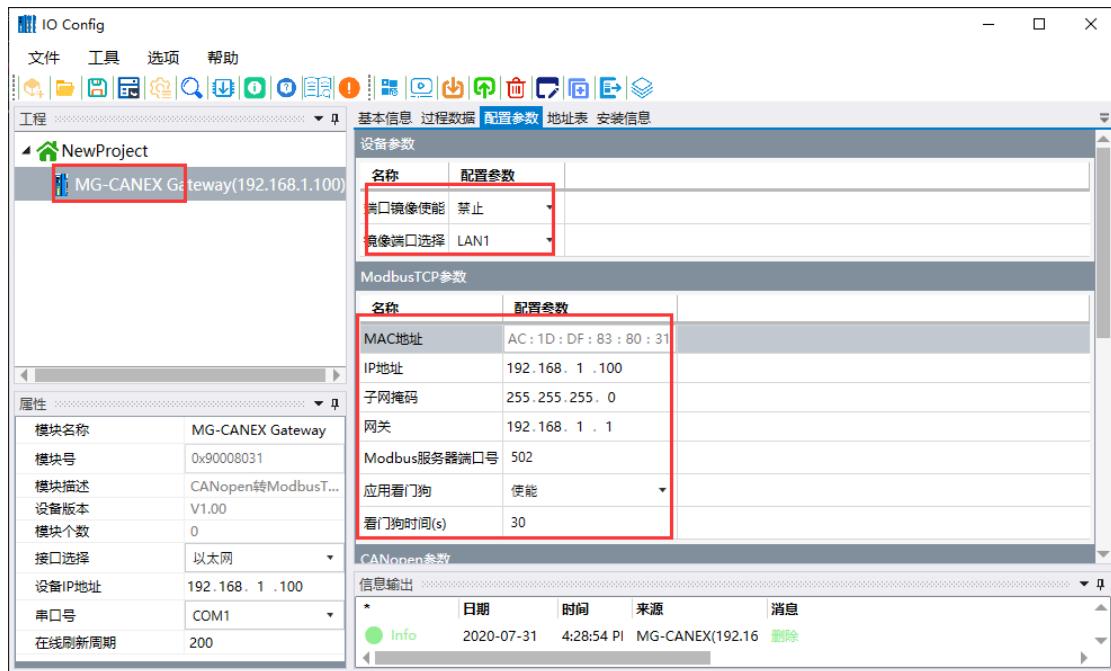 IO Config
文件 工具 选项 帮助
工程
NewProject
MG-CANEX Gateway(192.168.1.100)
属性
模块名称 MG-CANEX Gateway
模块号 0x90008031
模块描述 CANopen转ModbusT...
设备版本 V1.00
模块个数 0
接口选择 以太网
设备IP地址 192.168. 1 .100
串口号 COM1
在线刷新周期 200
基本信息 过程数据 配置参数 地址表 安装信息
设备参数
名称 配置参数
端口镜像使能 禁止
镜像端口选择 LAN1
ModbusTCP参数
名称 配置参数
MAC地址 AC:1D:DF:83:80:31
IP地址 192.168. 1 .100
子网掩码 255.255.255. 0
网关 192.168. 1 . 1
Modbus服务器端口号 502
应用看门狗 使能
看门狗时间(s) 30
CANopen参数
信息输出
* 日期 时间 来源 消息
Info 2020-07-31 4:28:54 PI MG-CANEX(192.16 删除